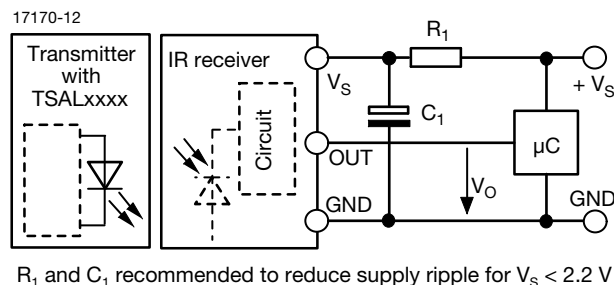 17170-12
Transmitter
with
TSALxxxx
IR receiver
Circuit
VS
OUT
GND
R1
C1
VO
µC
+ VS
GND
R1 and C1 recommended to reduce supply ripple for VS < 2.2 V